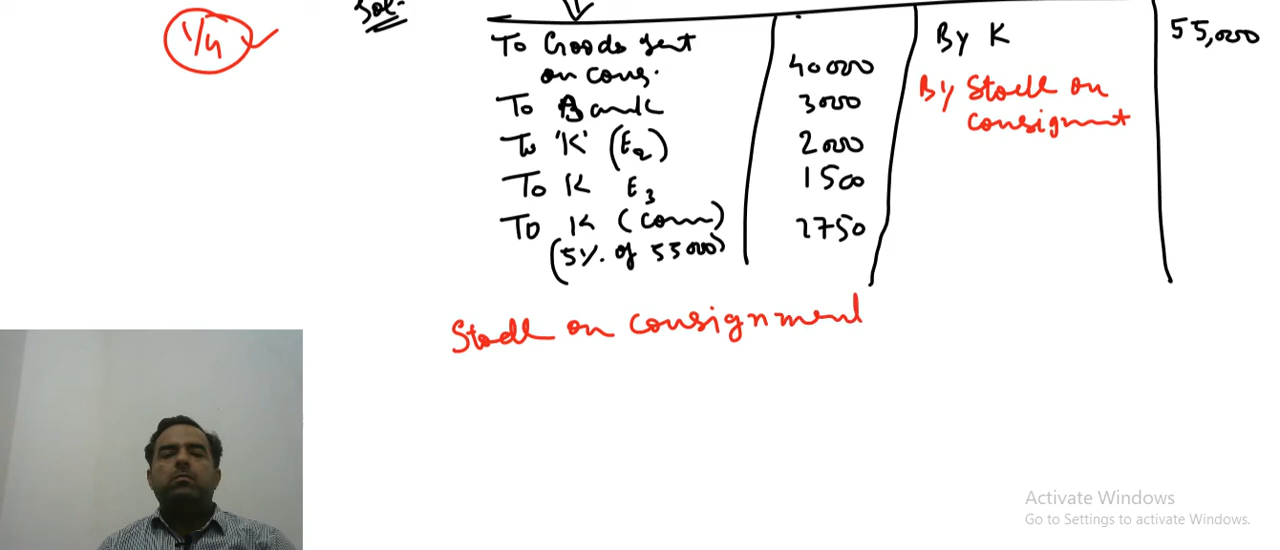 Sol-
1/4
To Goods sent
on cons.
40000
To Bank
3000
To 'K' (E2)
2000
To K E3
1500
To K (Comm)
(5% of 55000)
2750
By K
55,000
By Stock on
consignment
Stock on consignment
Activate Windows
Go to Settings to activate Windows.